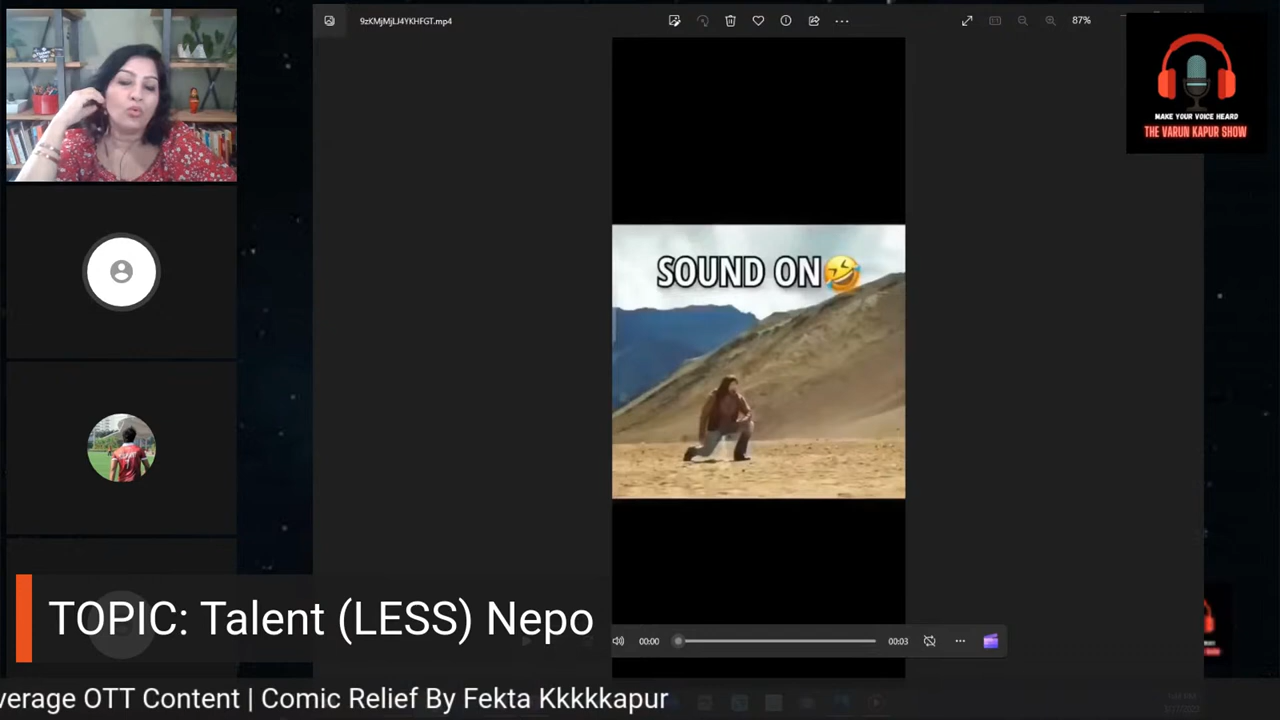 9zKMjMjLJ4YKHFGT.mp4
87%
MAKE YOUR VOICE HEARD
THE VARUN KAPUR SHOW
SOUND ON🤣
TOPIC: Talent (LESS) Nepo
00:00
00:03
verage OTT Content | Comic Relief By Fekta Kkkkkapur